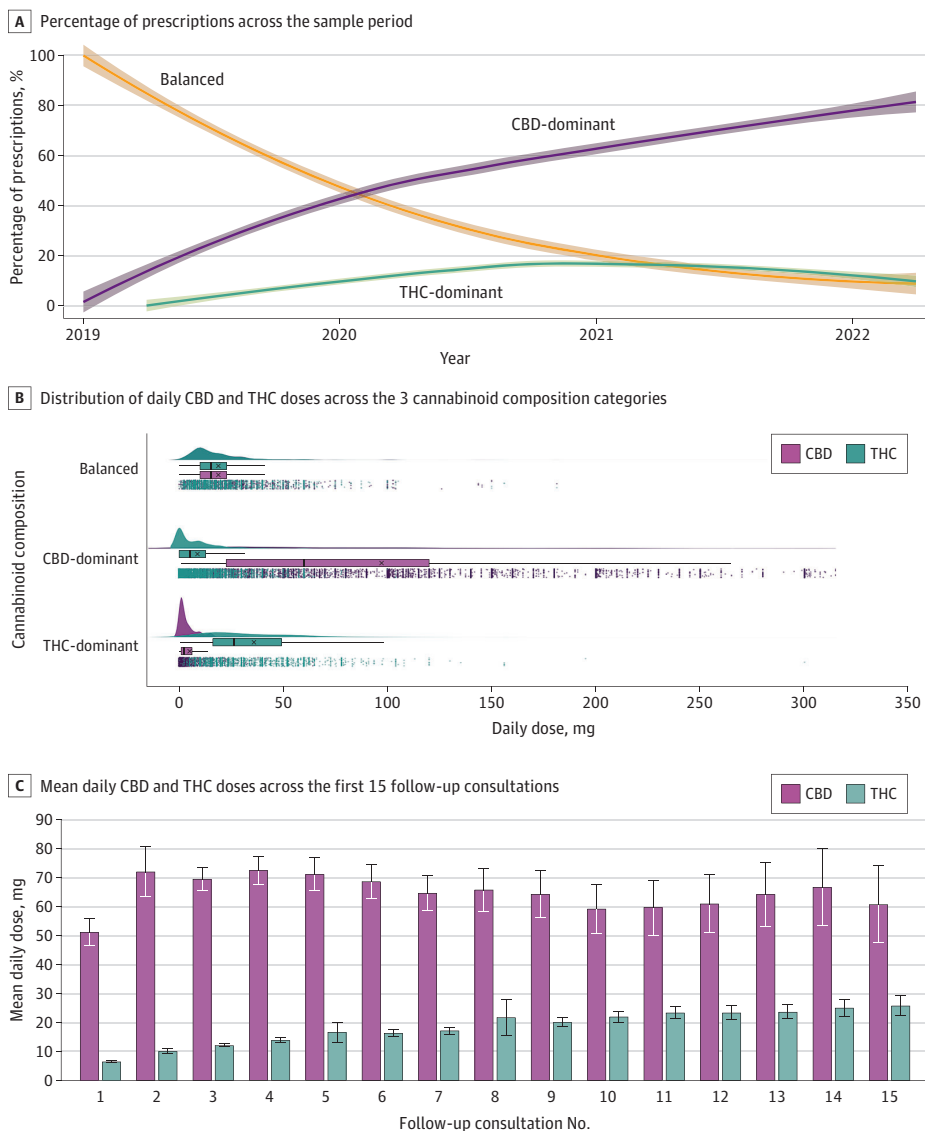 A Percentage of prescriptions across the sample period
Percentage of prescriptions, %
100
80
60
40
20
0
Balanced
CBD-dominant
THC-dominant
2019 2020 2021 2022
Year
B Distribution of daily CBD and THC doses across the 3 cannabinoid composition categories
CBD THC
Cannabinoid composition
Balanced
CBD-dominant
THC-dominant
0 50 100 150 200 250 300 350
Daily dose, mg
C Mean daily CBD and THC doses across the first 15 follow-up consultations
CBD THC
Mean daily dose, mg
90
80
70
60
50
40
30
20
10
0
1 2 3 4 5 6 7 8 9 10 11 12 13 14 15
Follow-up consultation No.